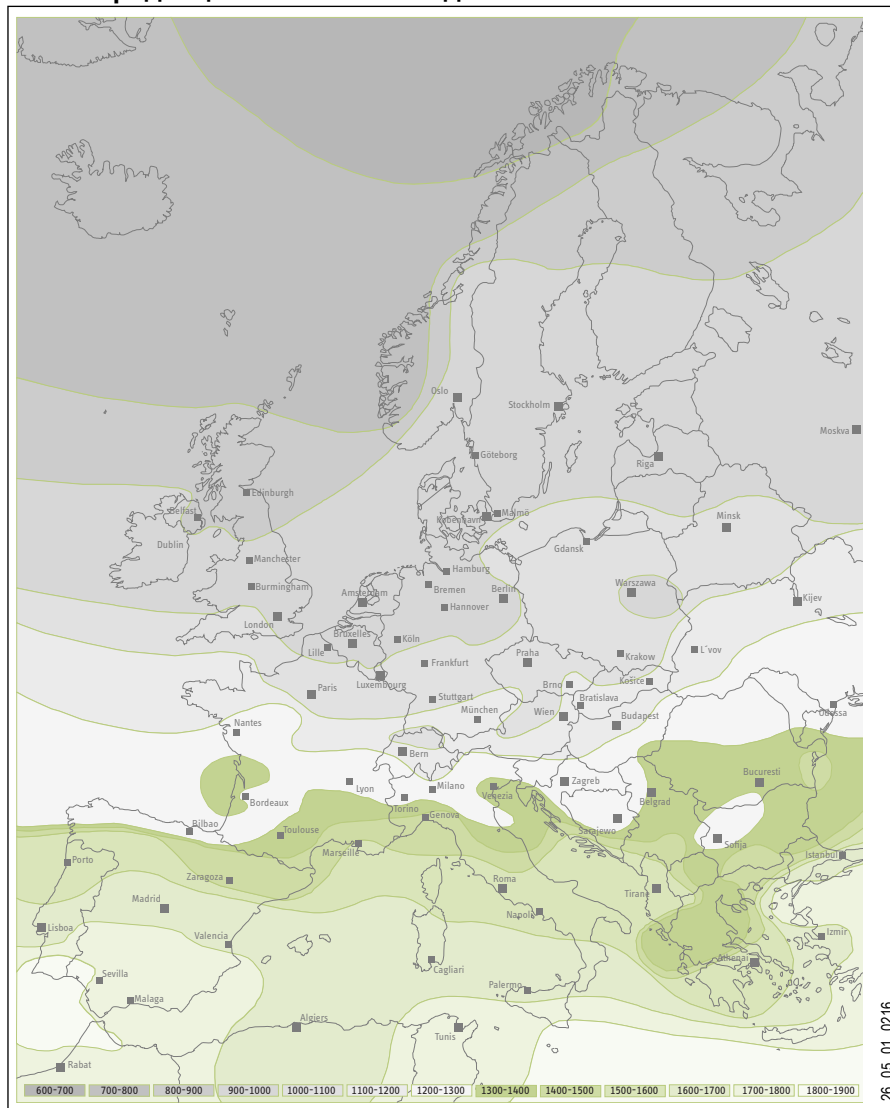 Oslo
Stockholm
Moskva
Göteborg
Riga
Edinburgh
Belfast
København
Malmö
Minsk
Dublin
Gdansk
Manchester
Hamburg
Burmingham
Bremen
Berlin
Warszawa
Amsterdam
Hannover
Kijev
London
Bruxelles
Köln
Lille
Frankfurt
Praha
Krakow
L´vov
Luxembourg
Paris
Brno
Košice
Stuttgart
Bratislava
München
Wien
Odessa
Nantes
Budapest
Bern
Lyon
Milano
Zagreb
Bucuresti
Venezia
Bordeaux
Torino
Belgrad
Genova
Bilbao
Toulouse
Sarajewo
Marseille
Sofija
Istanbul
Porto
Zaragoza
Roma
Tirane
Madrid
Napole
Lisboa
Valencia
Izmir
Athenai
Sevilla
Cagliari
Malaga
Palermo
Algiers
Tunis
Rabat
600-700 700-800 800-900 900-1000 1000-1100 1100-1200 1200-1300 1300-1400 1400-1500 1500-1600 1600-1700 1700-1800 1800-1900
26_05_01_0216